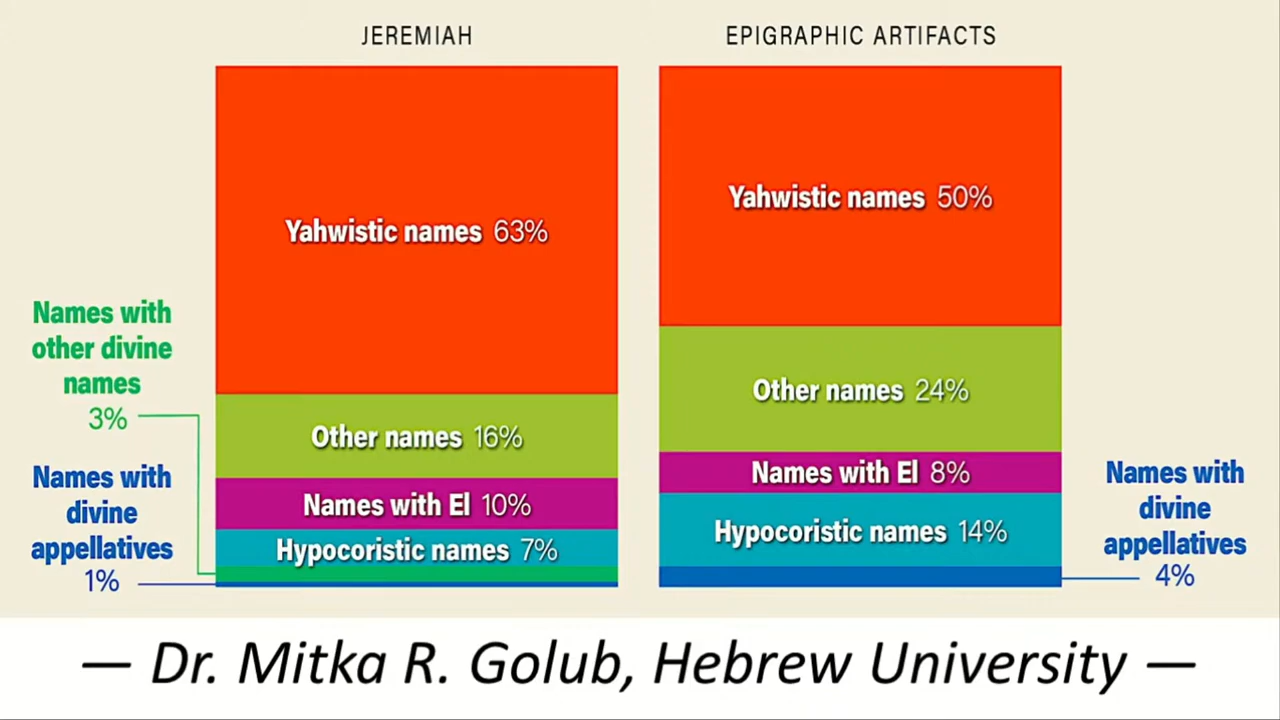 JEREMIAH
Yahwistic names 63%
Other names 16%
Names with El 10%
Hypocoristic names 7%
Names with
other divine
names
3%
Names with
divine
appellatives
1%
EPIGRAPHIC ARTIFACTS
Yahwistic names 50%
Other names 24%
Names with El 8%
Hypocoristic names 14%
Names with
divine
appellatives
4%
— Dr. Mitka R. Golub, Hebrew University —